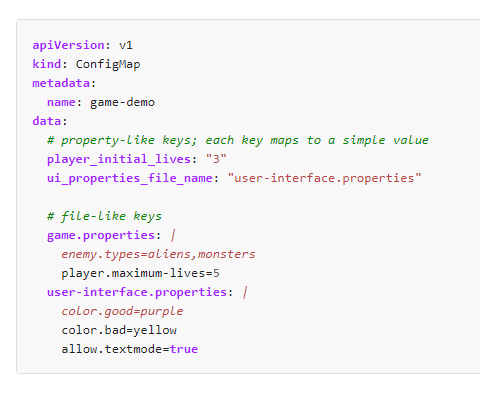 apiVersion: v1
kind: ConfigMap
metadata:
  name: game-demo
data:
  # property-like keys; each key maps to a simple value
  player_initial_lives: "3"
  ui_properties_file_name: "user-interface.properties"

  # file-like keys
  game.properties: |
    enemy.types=aliens,monsters
    player.maximum-lives=5
  user-interface.properties: |
    color.good=purple
    color.bad=yellow
    allow.textmode=true